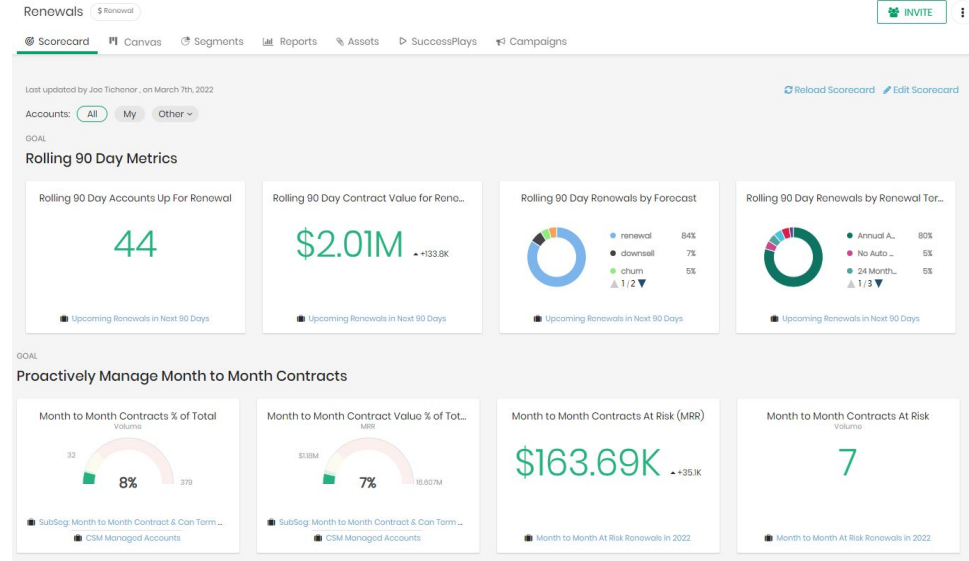 Renewals $ Renewal INVITE
Scorecard Canvas Segments Reports Assets SuccessPlays Campaigns
Last updated by Joe Tichenor , on March 7th, 2022
Reload Scorecard Edit Scorecard
Accounts: All My Other
GOAL
Rolling 90 Day Metrics
Rolling 90 Day Accounts Up For Renewal
44
Upcoming Renewals in Next 90 Days
Rolling 90 Day Contract Value for Rene...
$2.01M +133.8K
Upcoming Renewals in Next 90 Days
Rolling 90 Day Renewals by Forecast
renewal 84%
downsell 7%
churn 5%
1/2
Upcoming Renewals in Next 90 Days
Rolling 90 Day Renewals by Renewal Ter...
Annual A... 80%
No Auto ... 5%
24 Month... 5%
1/3
Upcoming Renewals in Next 90 Days
GOAL
Proactively Manage Month to Month Contracts
Month to Month Contracts % of Total
Volume
32
8%
379
SubSeg: Month to Month Contract & Can Term ...
CSM Managed Accounts
Month to Month Contract Value % of Tot...
MRR
$1.18M
7%
16.607M
SubSeg: Month to Month Contract & Can Term ...
CSM Managed Accounts
Month to Month Contracts At Risk (MRR)
$163.69K +35.1K
Month to Month At Risk Renewals in 2022
Month to Month Contracts At Risk
Volume
7
Month to Month At Risk Renewals in 2022